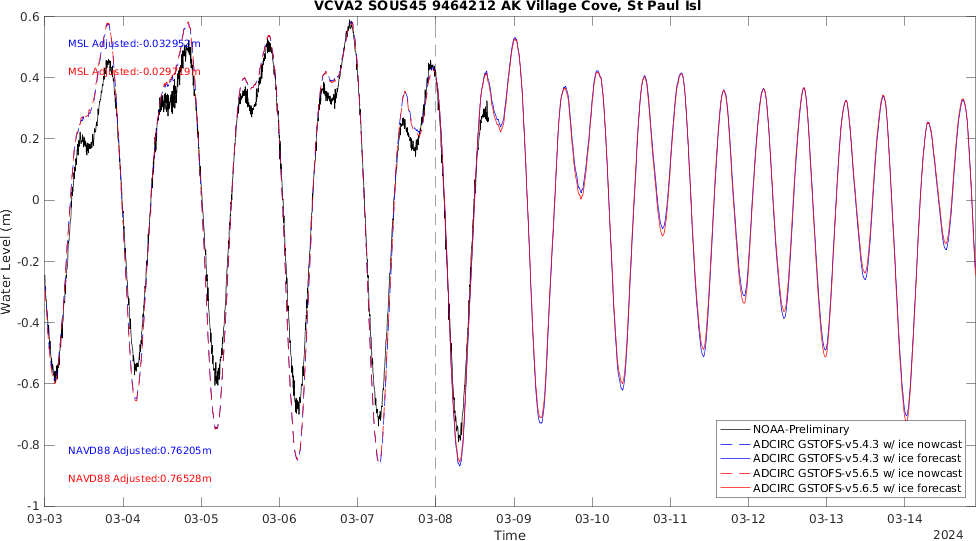 VCVA2 SOUS45 9464212 AK Village Cove, St Paul Isl
0.6
0.4
0.2
0
-0.2
-0.4
-0.6
-0.8
-1
Water Level (m)
MSL Adjusted:-0.032952m
MSL Adjusted:-0.029
NAVD88 Adjusted:0.76205m
NAVD88 Adjusted:0.76528m
NOAA-Preliminary
ADCIRC GSTOFS-v5.4.3 w/ ice nowcast
ADCIRC GSTOFS-v5.4.3 w/ ice forecast
ADCIRC GSTOFS-v5.6.5 w/ ice nowcast
ADCIRC GSTOFS-v5.6.5 w/ ice forecast
03-03 03-04 03-05 03-06 03-07 03-08 03-09 03-10 03-11 03-12 03-13 03-14
Time
2024